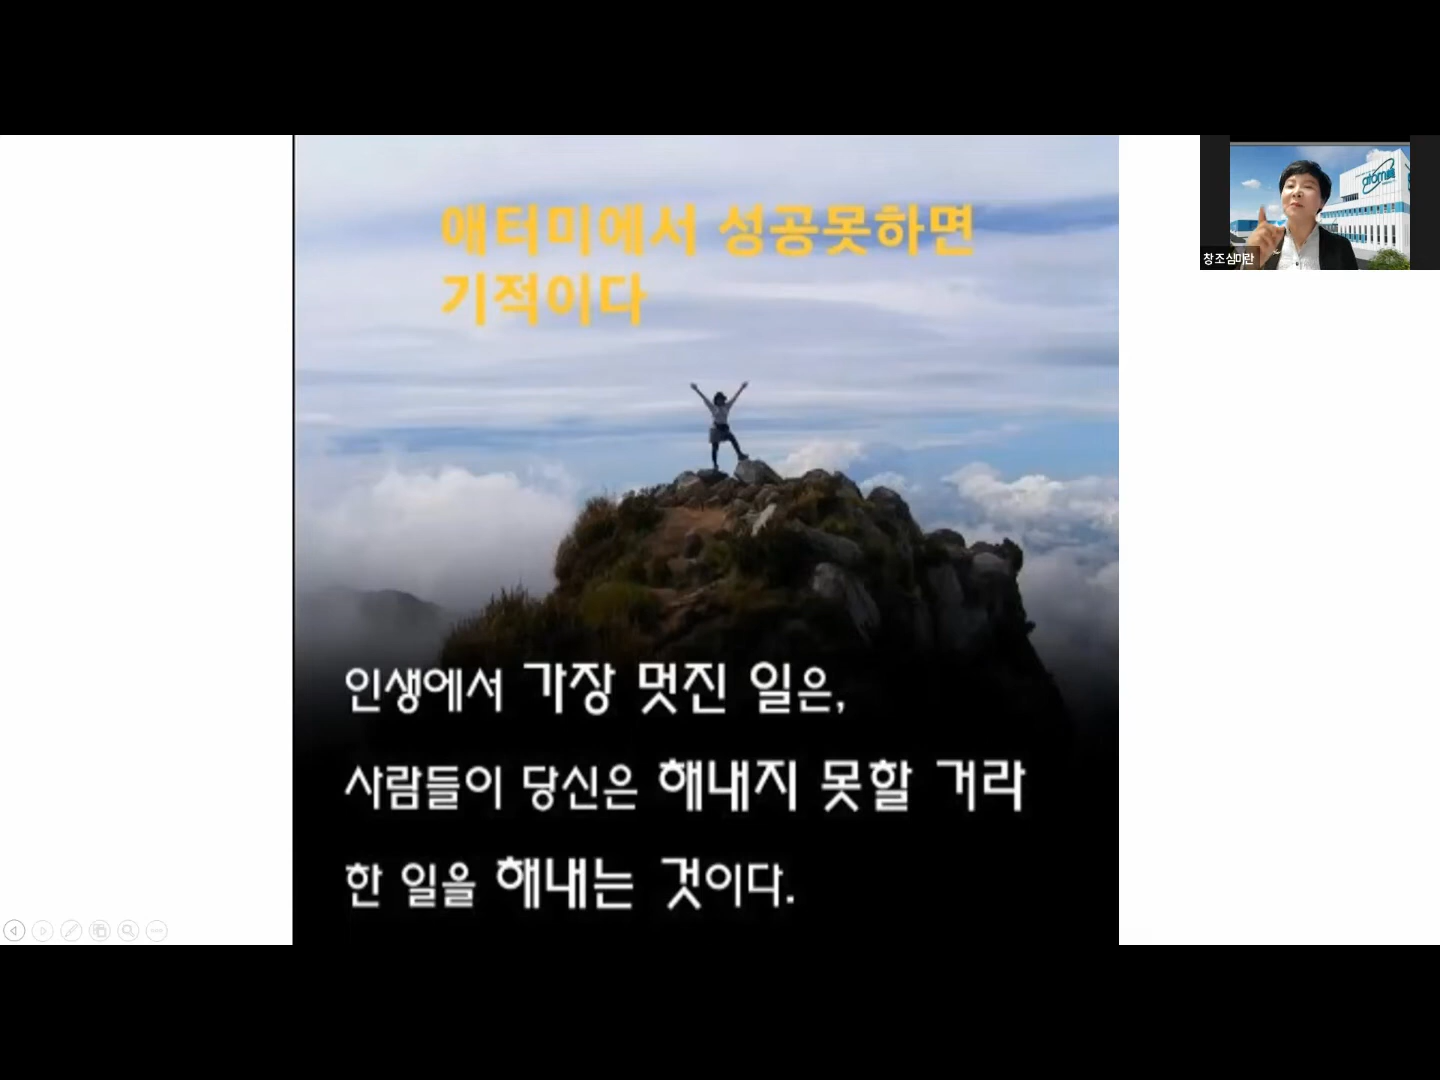 애터미에서 성공못하면
기적이다
atomy
창조심미란
인생에서 가장 멋진 일은,
사람들이 당신은 해내지 못할 거라
한 일을 해내는 것이다.